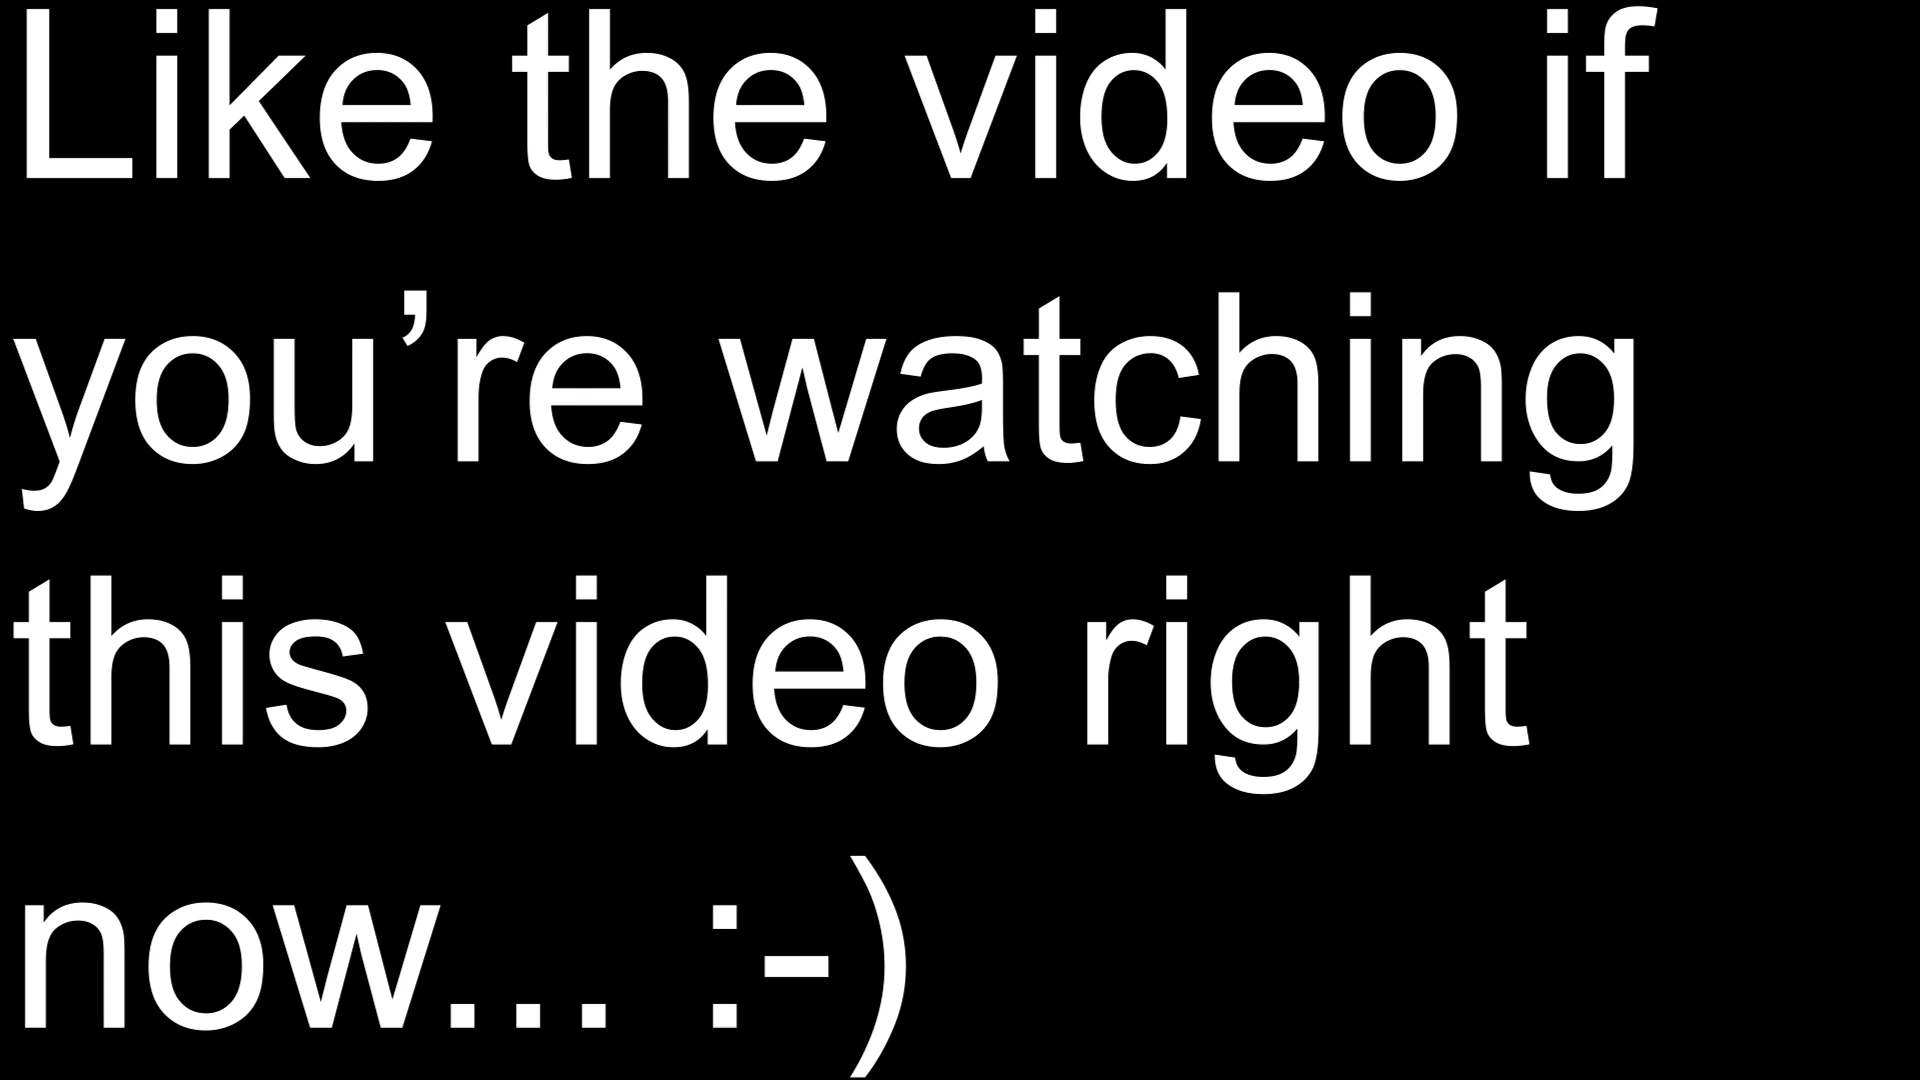 Like the video if
you’re watching
this video right
now... :-)